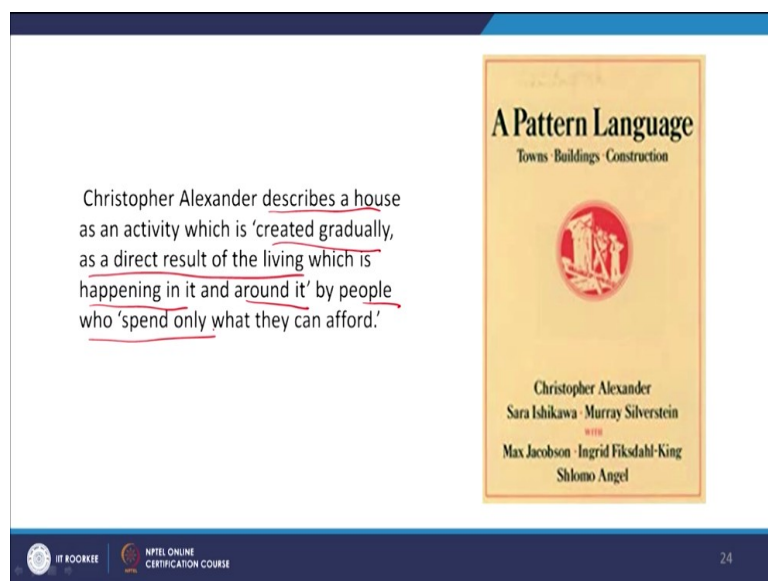 Christopher Alexander describes a house
as an activity which is ‘created gradually,
as a direct result of the living which is
happening in it and around it’ by people
who ‘spend only what they can afford.’
A Pattern Language
Towns · Buildings · Construction
Christopher Alexander
Sara Ishikawa · Murray Silverstein
WITH
Max Jacobson · Ingrid Fiksdahl-King
Shlomo Angel
IIT ROORKEE
NPTEL ONLINE
CERTIFICATION COURSE
24